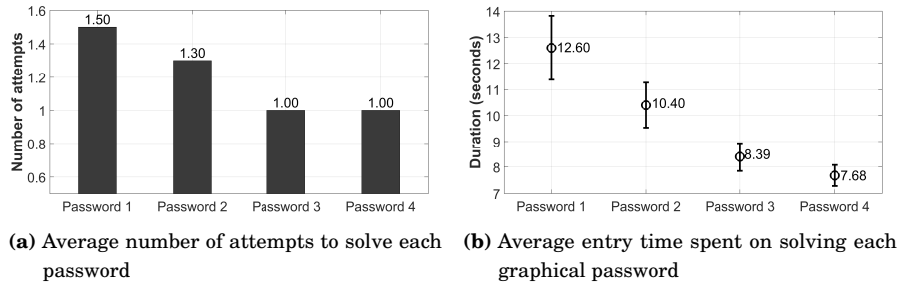 Number of attempts
1.6
1.4
1.2
1
0.8
0.6
1.50
1.30
1.00
1.00
Password 1 Password 2 Password 3 Password 4
(a) Average number of attempts to solve each
password
Duration (seconds)
14
13
12
11
10
9
8
7
12.60
10.40
8.39
7.68
Password 1 Password 2 Password 3 Password 4
(b) Average entry time spent on solving each
graphical password